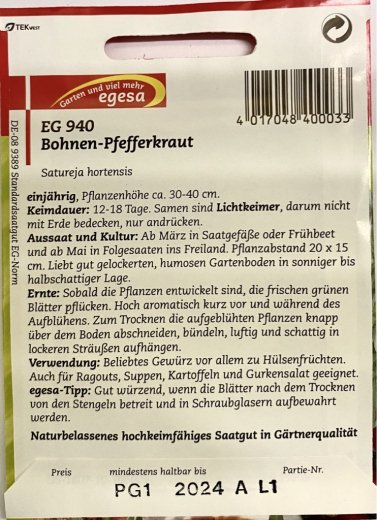 TEKwest
Garten und viel mehr
egesa
4 017048 400033
EG 940
Bohnen-Pfefferkraut
Satureja hortensis
DE-08 9389 Standardsaatgut EG-Norm
einjährig, Pflanzenhöhe ca. 30-40 cm.
Keimdauer: 12-18 Tage. Samen sind Lichtkeimer, darum nicht
mit Erde bedecken, nur andrücken.
Aussaat und Kultur: Ab März in Saatgefäße oder Frühbeet
und ab Mai in Folgesaaten ins Freiland. Pflanzabstand 20 x 15
cm. Liebt gut gelockerten, humosen Gartenboden in sonniger bis
halbschattiger Lage.
Ernte: Sobald die Pflanzen entwickelt sind, die frischen grünen
Blätter pflücken. Hoch aromatisch kurz vor und während des
Aufblühens. Zum Trocknen die aufgeblühten Pflanzen knapp
über dem Boden abschneiden, bündeln, luftig und schattig in
lockeren Sträußen aufhängen.
Verwendung: Beliebtes Gewürz vor allem zu Hülsenfrüchten.
Auch für Ragouts, Suppen, Kartoffeln und Gurkensalat geeignet.
egesa-Tipp: Gut würzend, wenn die Blätter nach dem Trocknen
von den Stengeln betreit und in Schraubglasern aufbewahrt
werden.
Naturbelassenes hochkeimfähiges Saatgut in Gärtnerqualität
Preis mindestens haltbar bis Partie-Nr.
PG1 2024 A L1